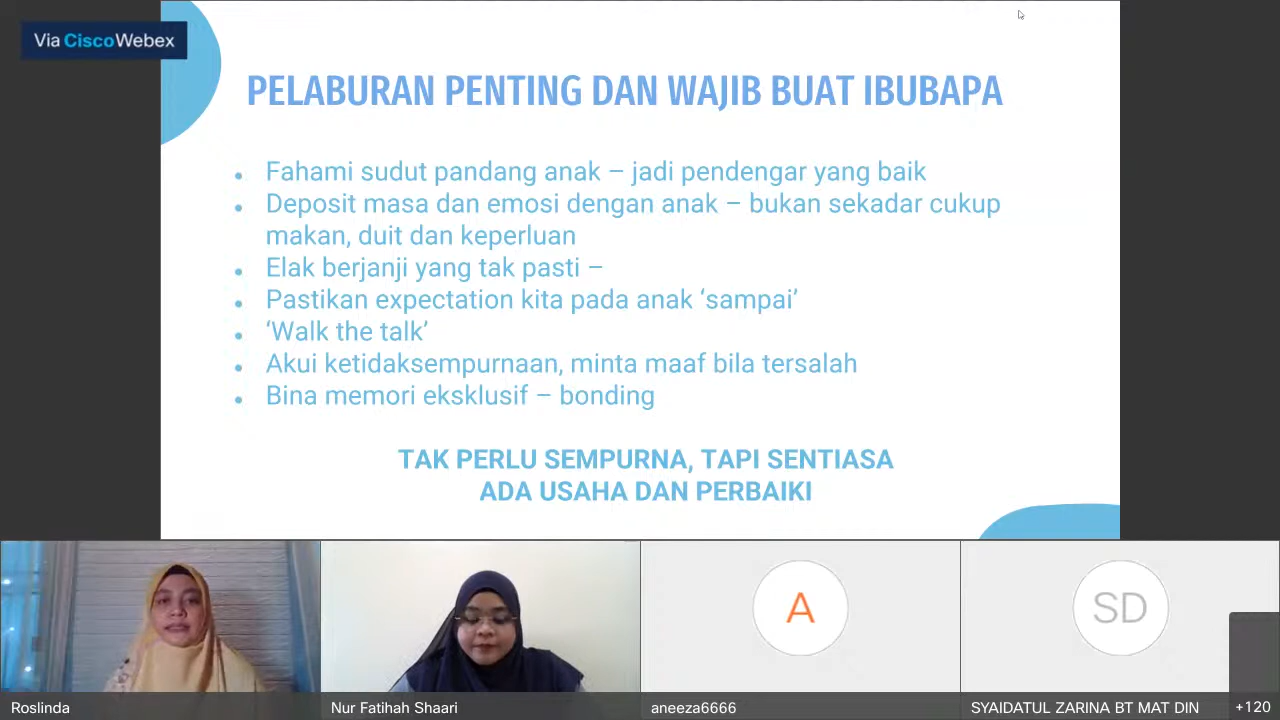 Via CiscoWebex
PELABURAN PENTING DAN WAJIB BUAT IBUBAPA
• Fahami sudut pandang anak – jadi pendengar yang baik
• Deposit masa dan emosi dengan anak – bukan sekadar cukup
makan, duit dan keperluan
• Elak berjanji yang tak pasti –
• Pastikan expectation kita pada anak ‘sampai’
• ‘Walk the talk’
• Akui ketidaksempurnaan, minta maaf bila tersalah
• Bina memori eksklusif – bonding
TAK PERLU SEMPURNA, TAPI SENTIASA
ADA USAHA DAN PERBAIKI
A
SD
Roslinda
Nur Fatihah Shaari
aneeza6666
SYAIDATUL ZARINA BT MAT DIN
+120